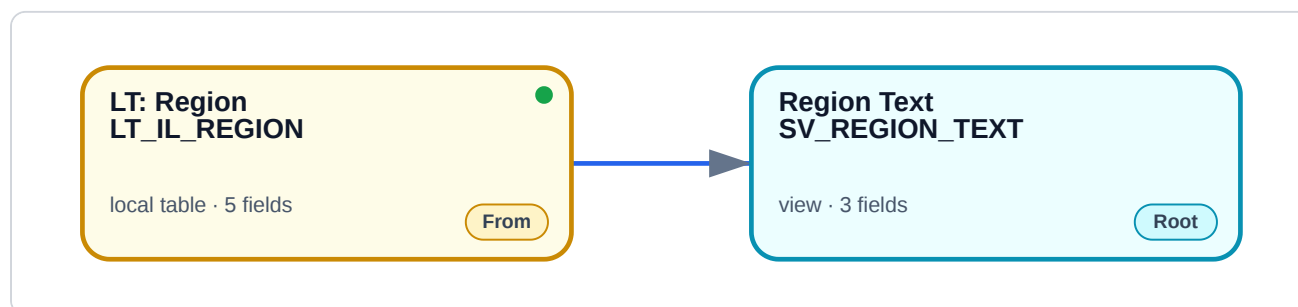 LT: Region
LT_IL_REGION
local table · 5 fields
From
Region Text
SV_REGION_TEXT
view · 3 fields
Root